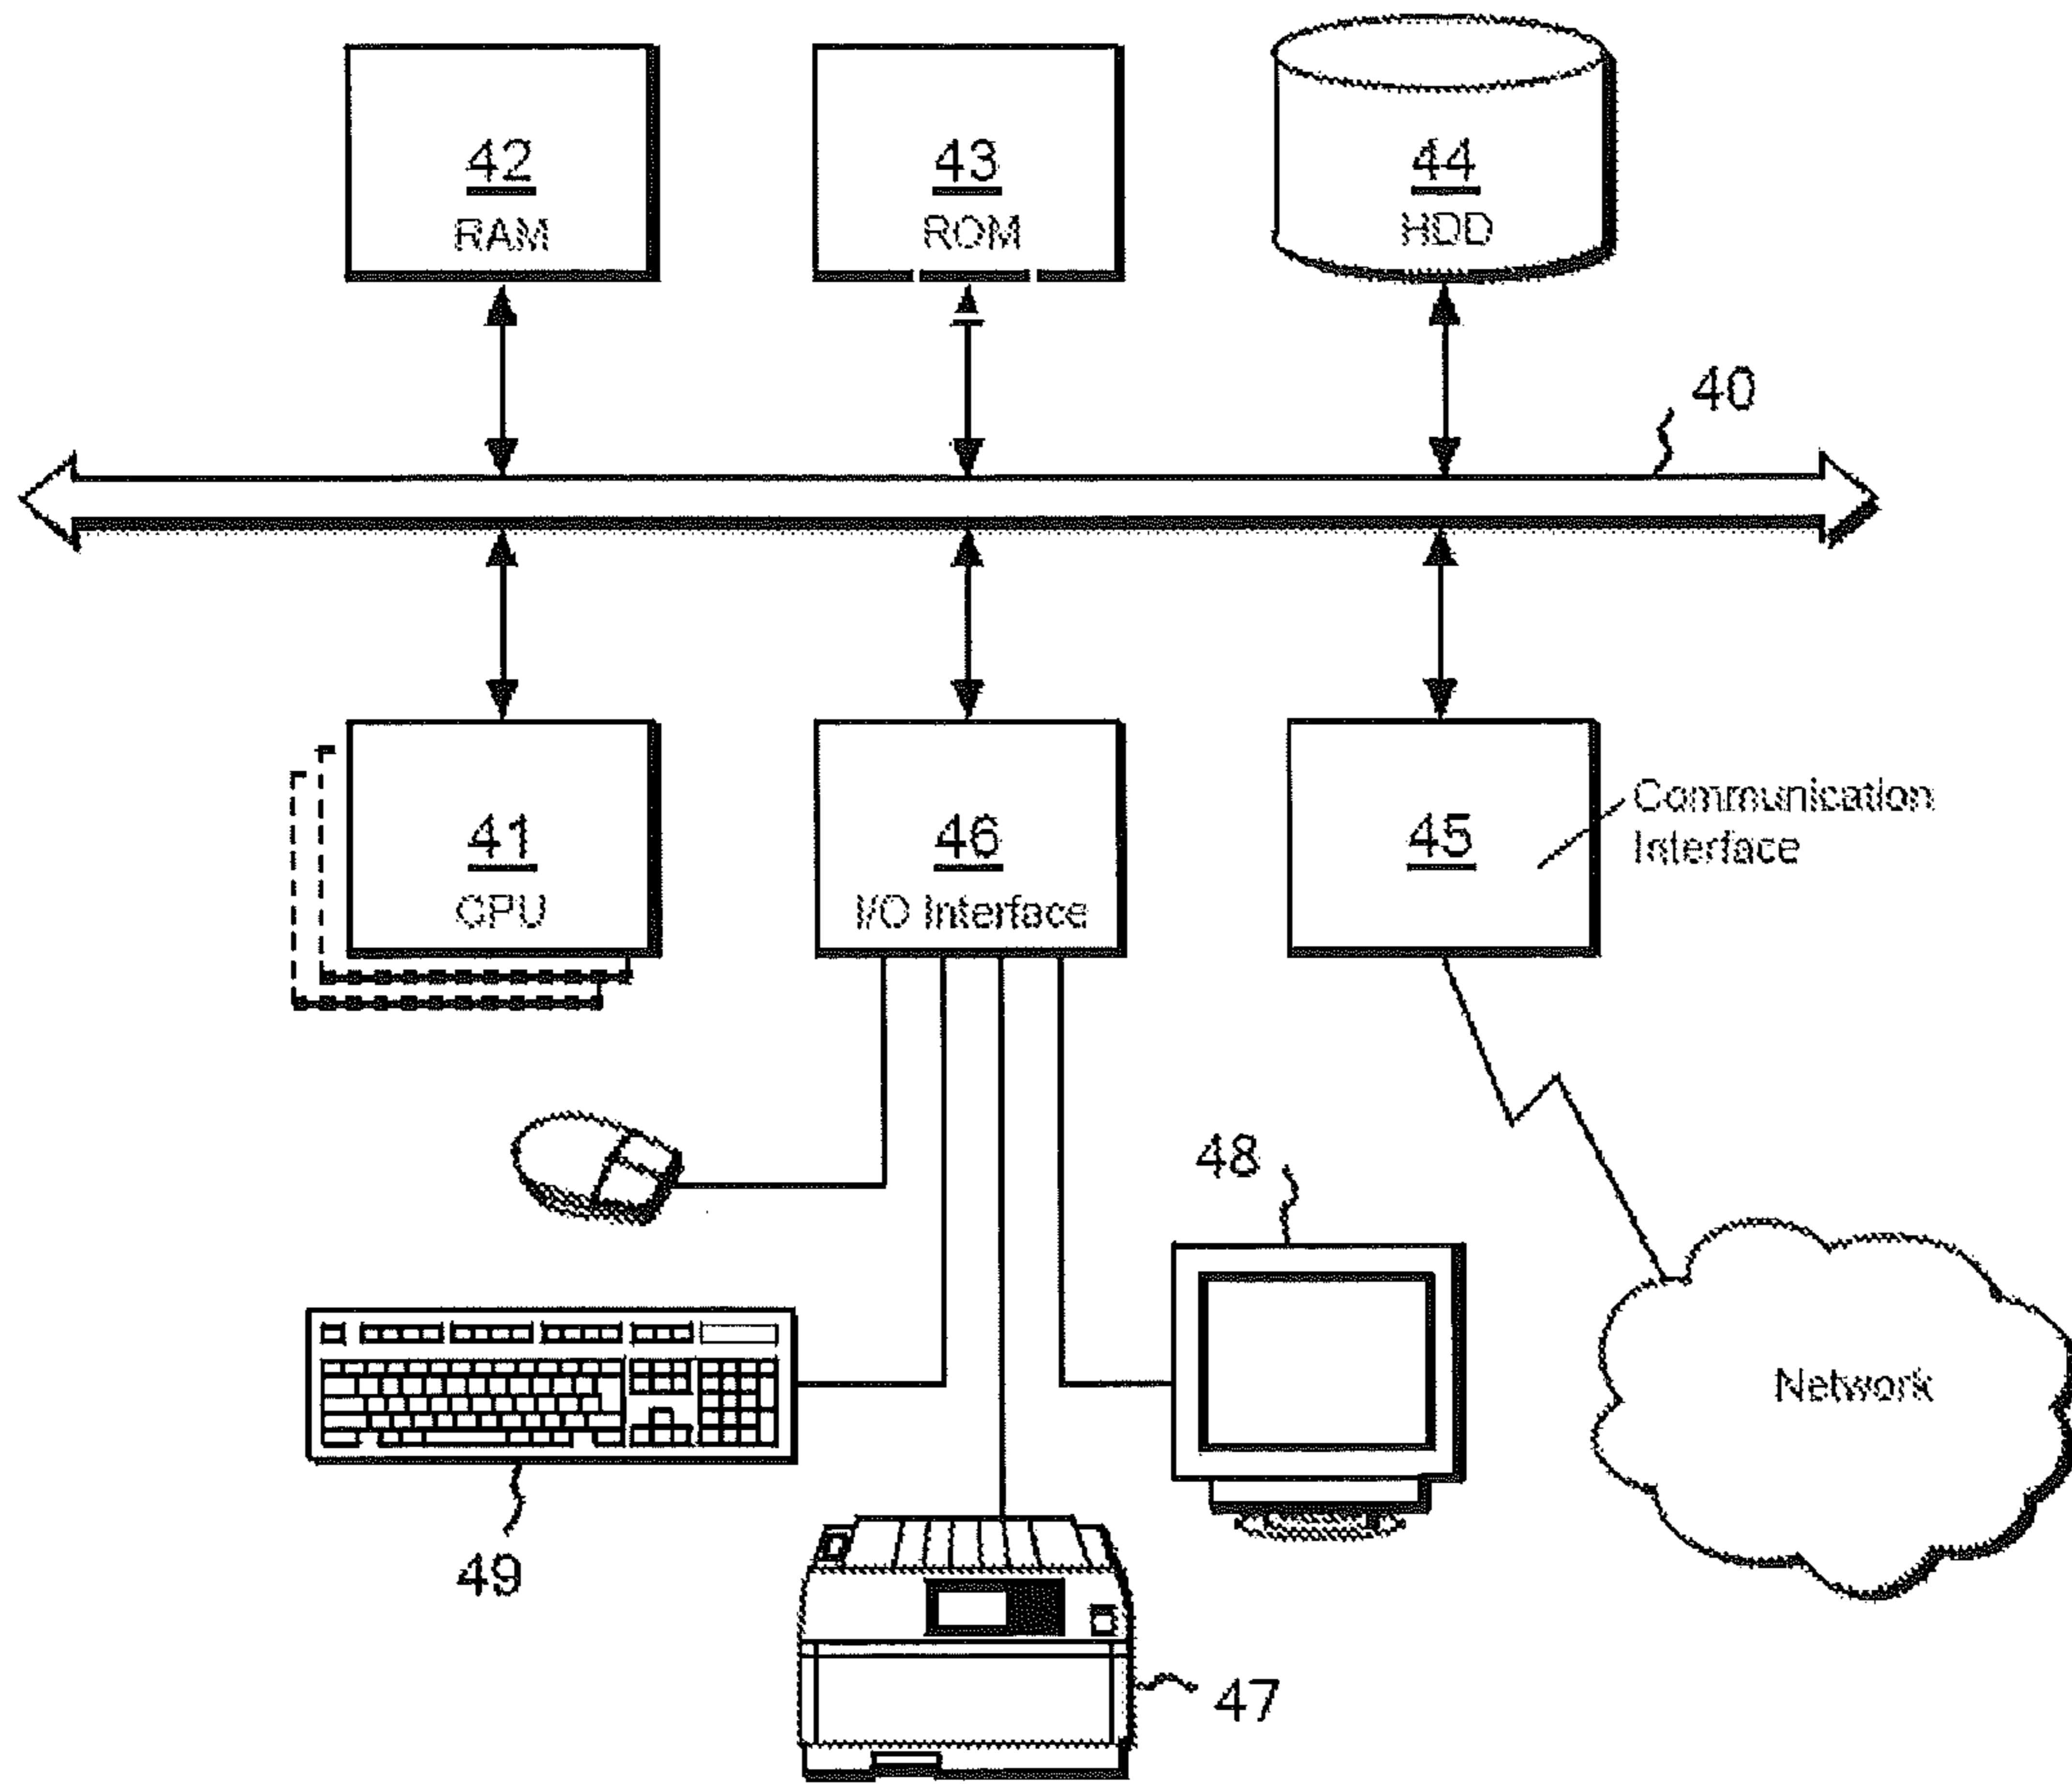 42
RAM
43
ROM
44
HDD
40
41
CPU
46
I/O Interface
45
Communication
Interface
48
Network
49
47